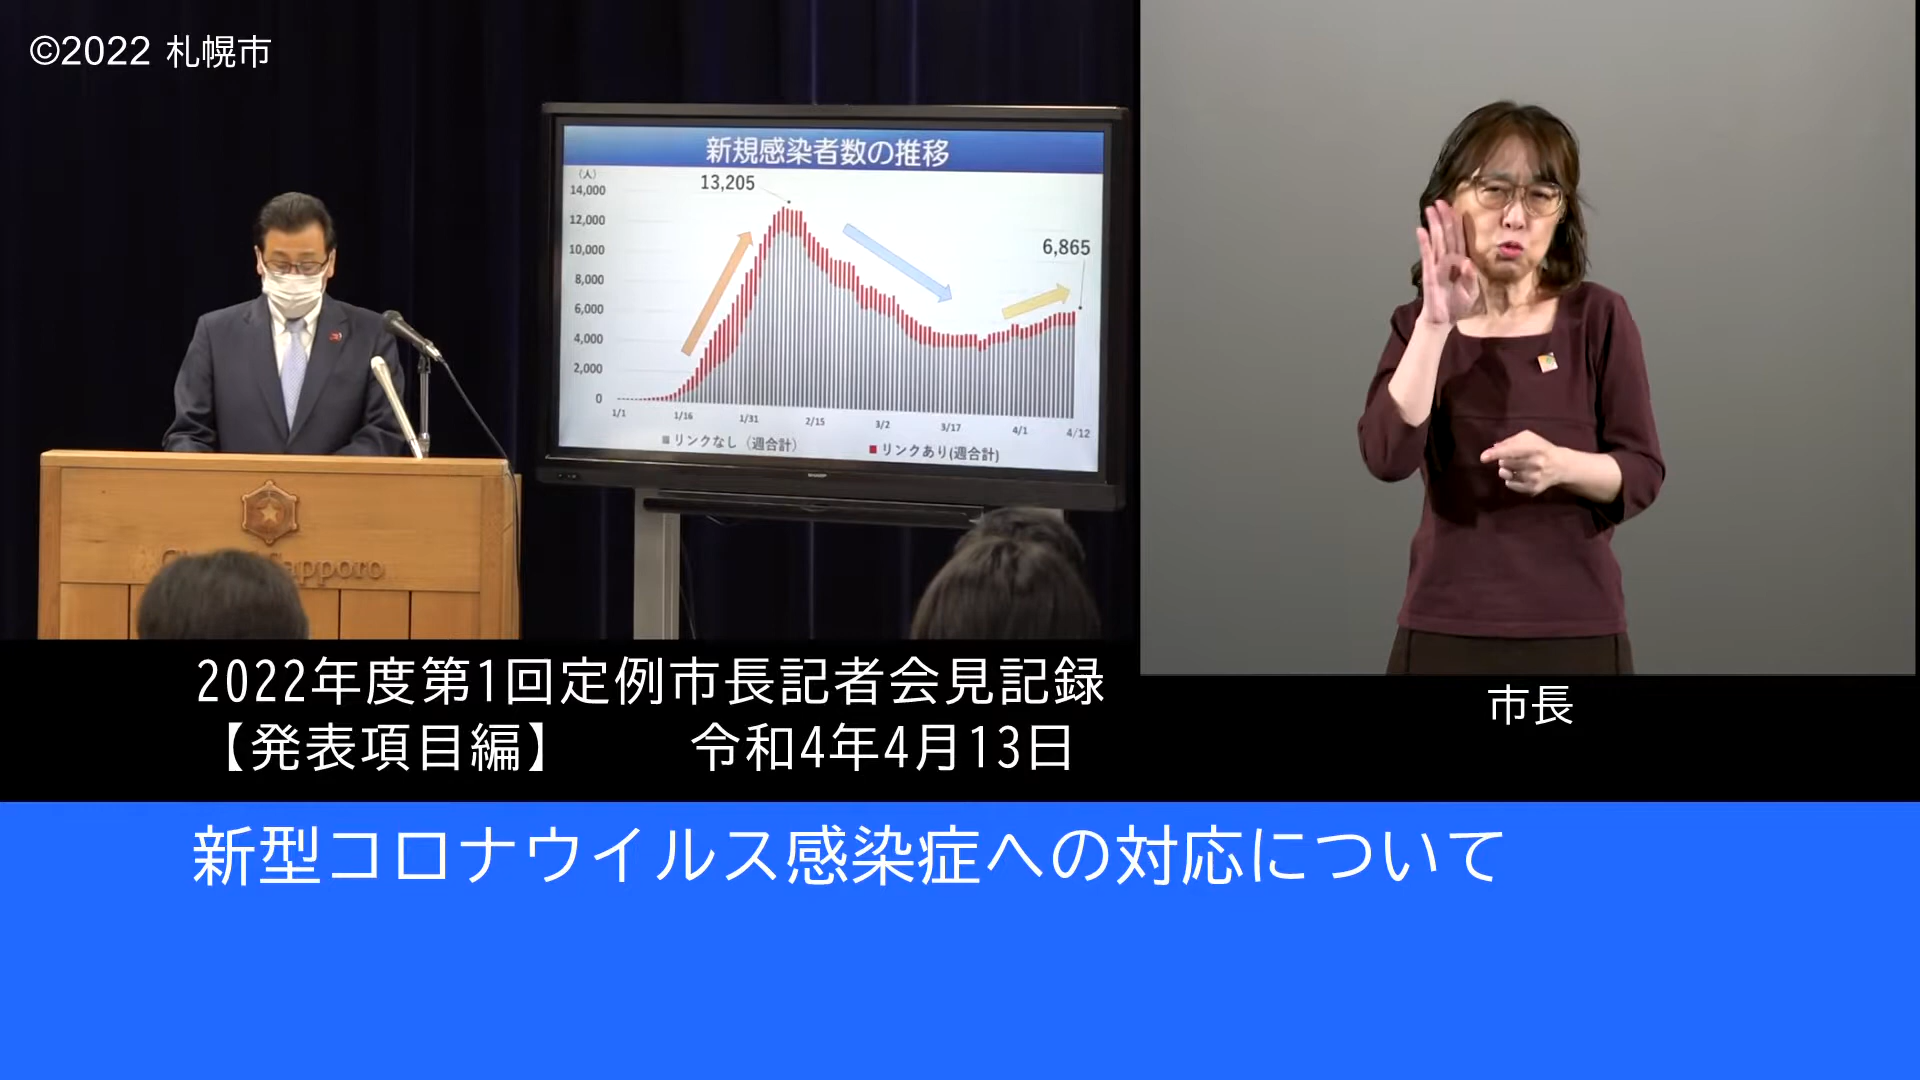 ©2022 札幌市
新規感染者数の推移
(人)
14,000
12,000
10,000
8,000
6,000
4,000
2,000
0
13,205
6,865
1/1 1/16 1/31 2/15 3/2 3/17 4/1 4/12
■リンクなし(週合計) ■リンクあり(週合計)
SHARP
Sapporo
2022年度第1回定例市長記者会見記録
【発表項目編】 令和4年4月13日
市長
新型コロナウイルス感染症への対応について